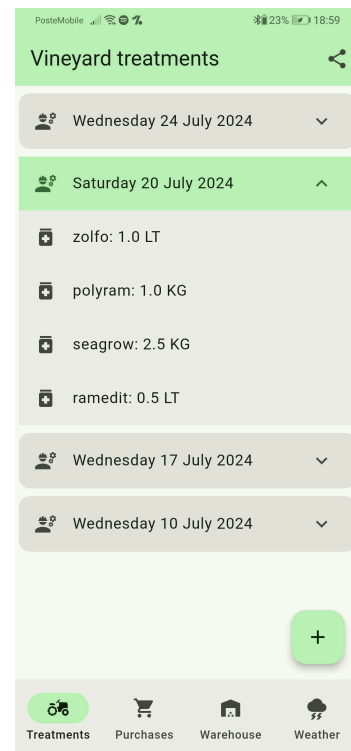 PosteMobile 23% 18:59
Vineyard treatments
Wednesday 24 July 2024
Saturday 20 July 2024
zolfo: 1.0 LT
polyram: 1.0 KG
seagrow: 2.5 KG
ramedit: 0.5 LT
Wednesday 17 July 2024
Wednesday 10 July 2024
+
Treatments Purchases Warehouse Weather